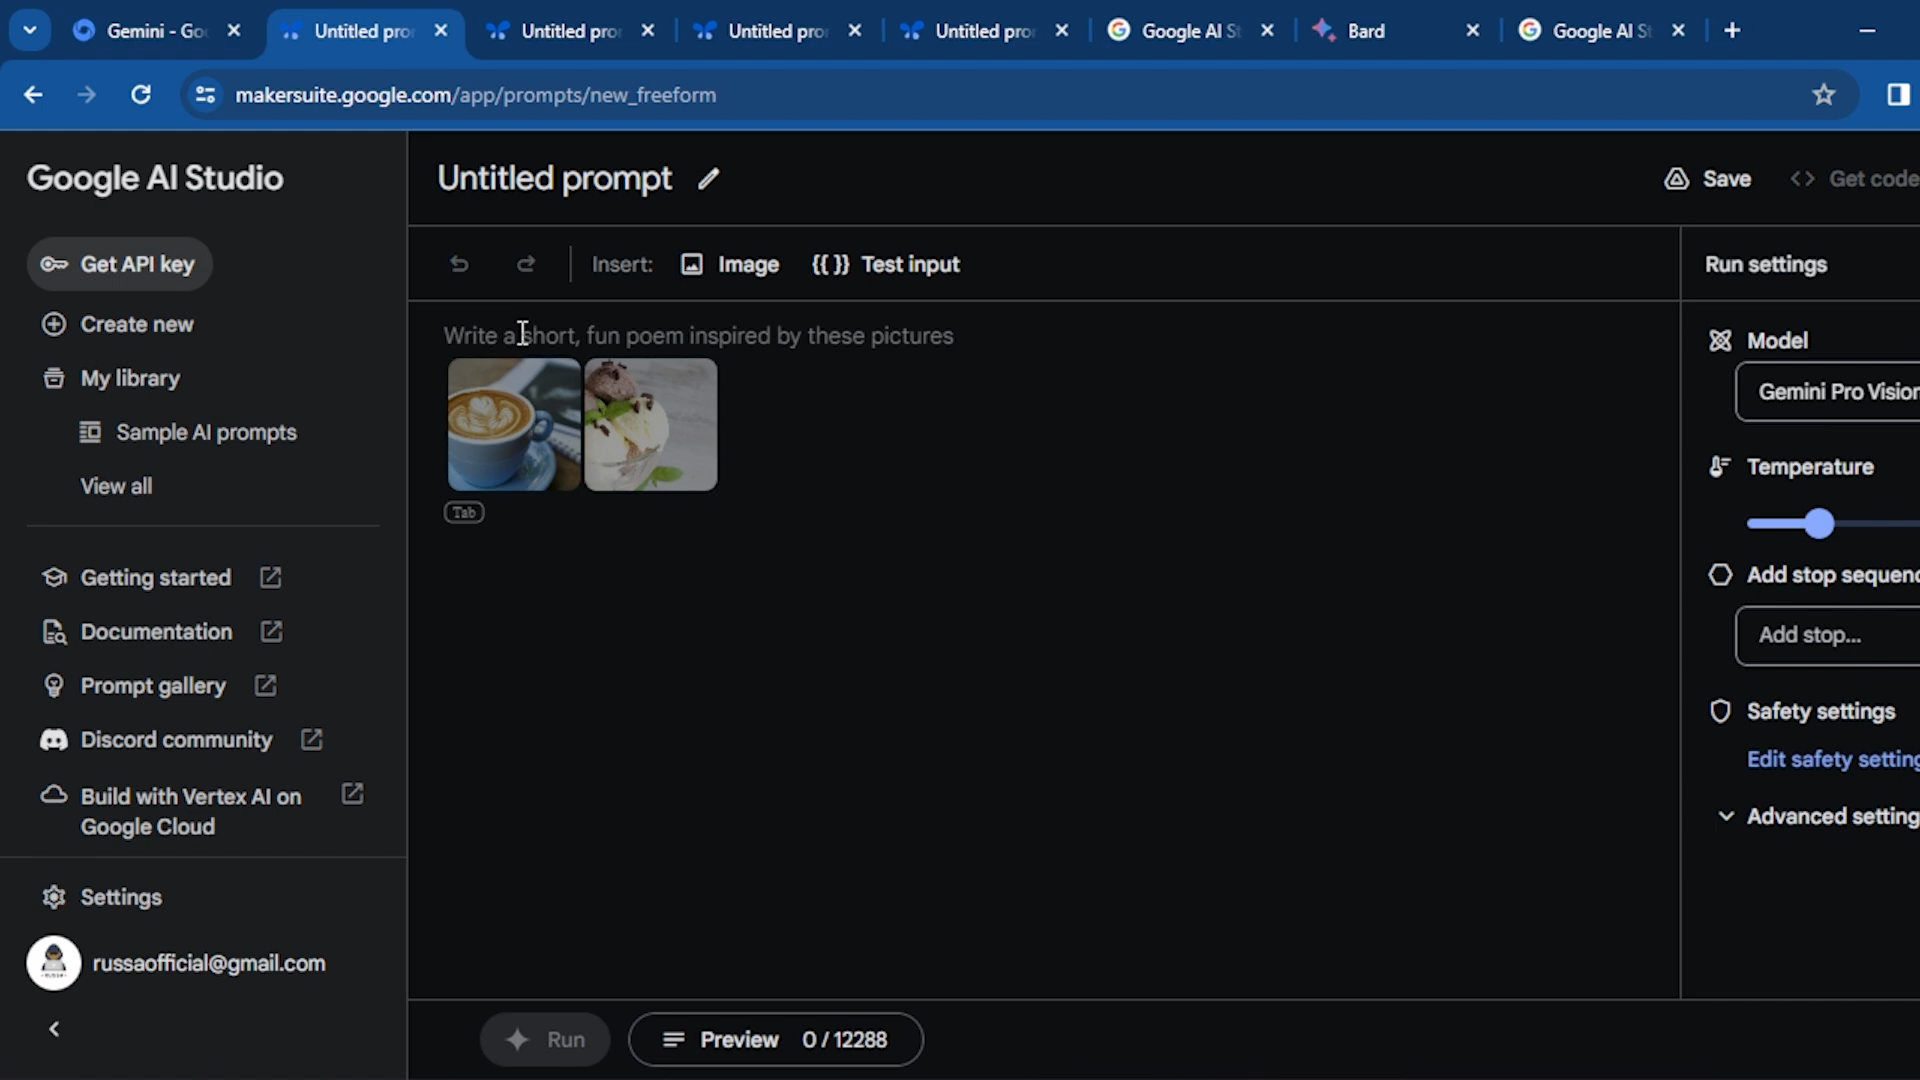 Gemini - Go
Untitled pro
Untitled pro
Untitled pro
Untitled pro
Google AI St
Bard
Google AI St
makersuite.google.com/app/prompts/new_freeform
Google AI Studio
Get API key
Create new
My library
Sample AI prompts
View all
Getting started
Documentation
Prompt gallery
Discord community
Build with Vertex AI on
Google Cloud
Settings
russaofficial@gmail.com
Untitled prompt
Save
<> Get code
Insert:
Image
{{ }} Test input
Write a short, fun poem inspired by these pictures
Tab
Run
Preview 0 / 12288
Run settings
Model
Gemini Pro Vision
Temperature
Add stop sequenc
Add stop...
Safety settings
Edit safety setting
Advanced setting